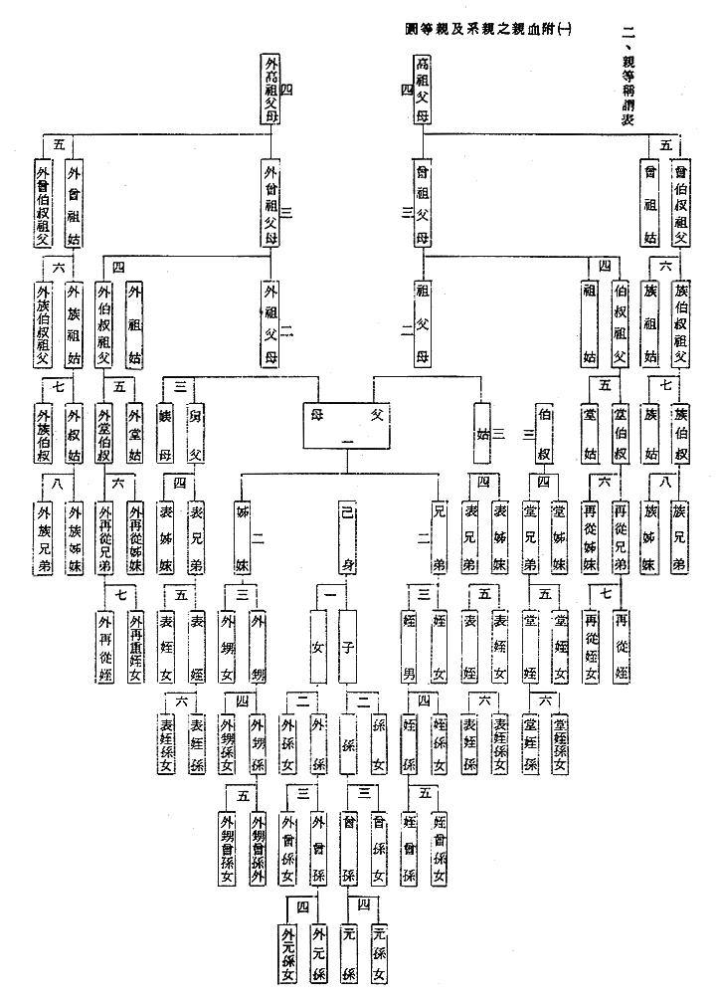 二、親等稱謂表
㈠附血親之親系及親等圖
高祖父母
四
外高祖父母
四
五
五
曾伯叔祖父
曾祖姑
曾祖父母
三
外曾祖父母
三
外曾祖姑
外曾伯叔祖父
六
四
四
六
族伯叔祖父
族祖姑
伯叔祖父
祖姑
祖父母
二
外祖父母
二
外祖姑
外伯叔祖父
外族祖姑
外族伯叔祖父
七
五
三
五
七
族伯叔
族姑
堂伯叔
堂姑
伯叔
三
姑
三
父母
一
舅父
姨母
外堂姑
外堂伯叔
外叔姑
外族伯叔
八
六
四
四
四
六
八
族兄弟
族姊妹
再從兄弟
再從姊妹
堂姊妹
堂兄弟
表姊妹
表兄弟
兄弟
二
己身
姊妹
二
表兄弟
表姊妹
外再從姊妹
外再從兄弟
外族姊妹
外族兄弟
七
五
五
三
一
三
五
七
再從姪
再從姪女
堂姪女
堂姪
表姪女
表姪
姪女
姪男
子
女
外甥
外甥女
表姪
表姪女
外再重姪女
外再從姪
六
六
四
二
二
四
六
堂姪孫女
堂姪孫
表姪孫女
表姪孫
姪孫女
姪孫
孫女
孫
外孫
外孫女
外甥孫
外甥孫女
表姪孫
表姪孫女
五
三
三
五
姪曾孫女
姪曾孫
曾孫女
曾孫
外曾孫
外曾孫女
外甥曾孫外
外甥曾孫女
四
四
元孫女
元孫
外元孫
外元孫女